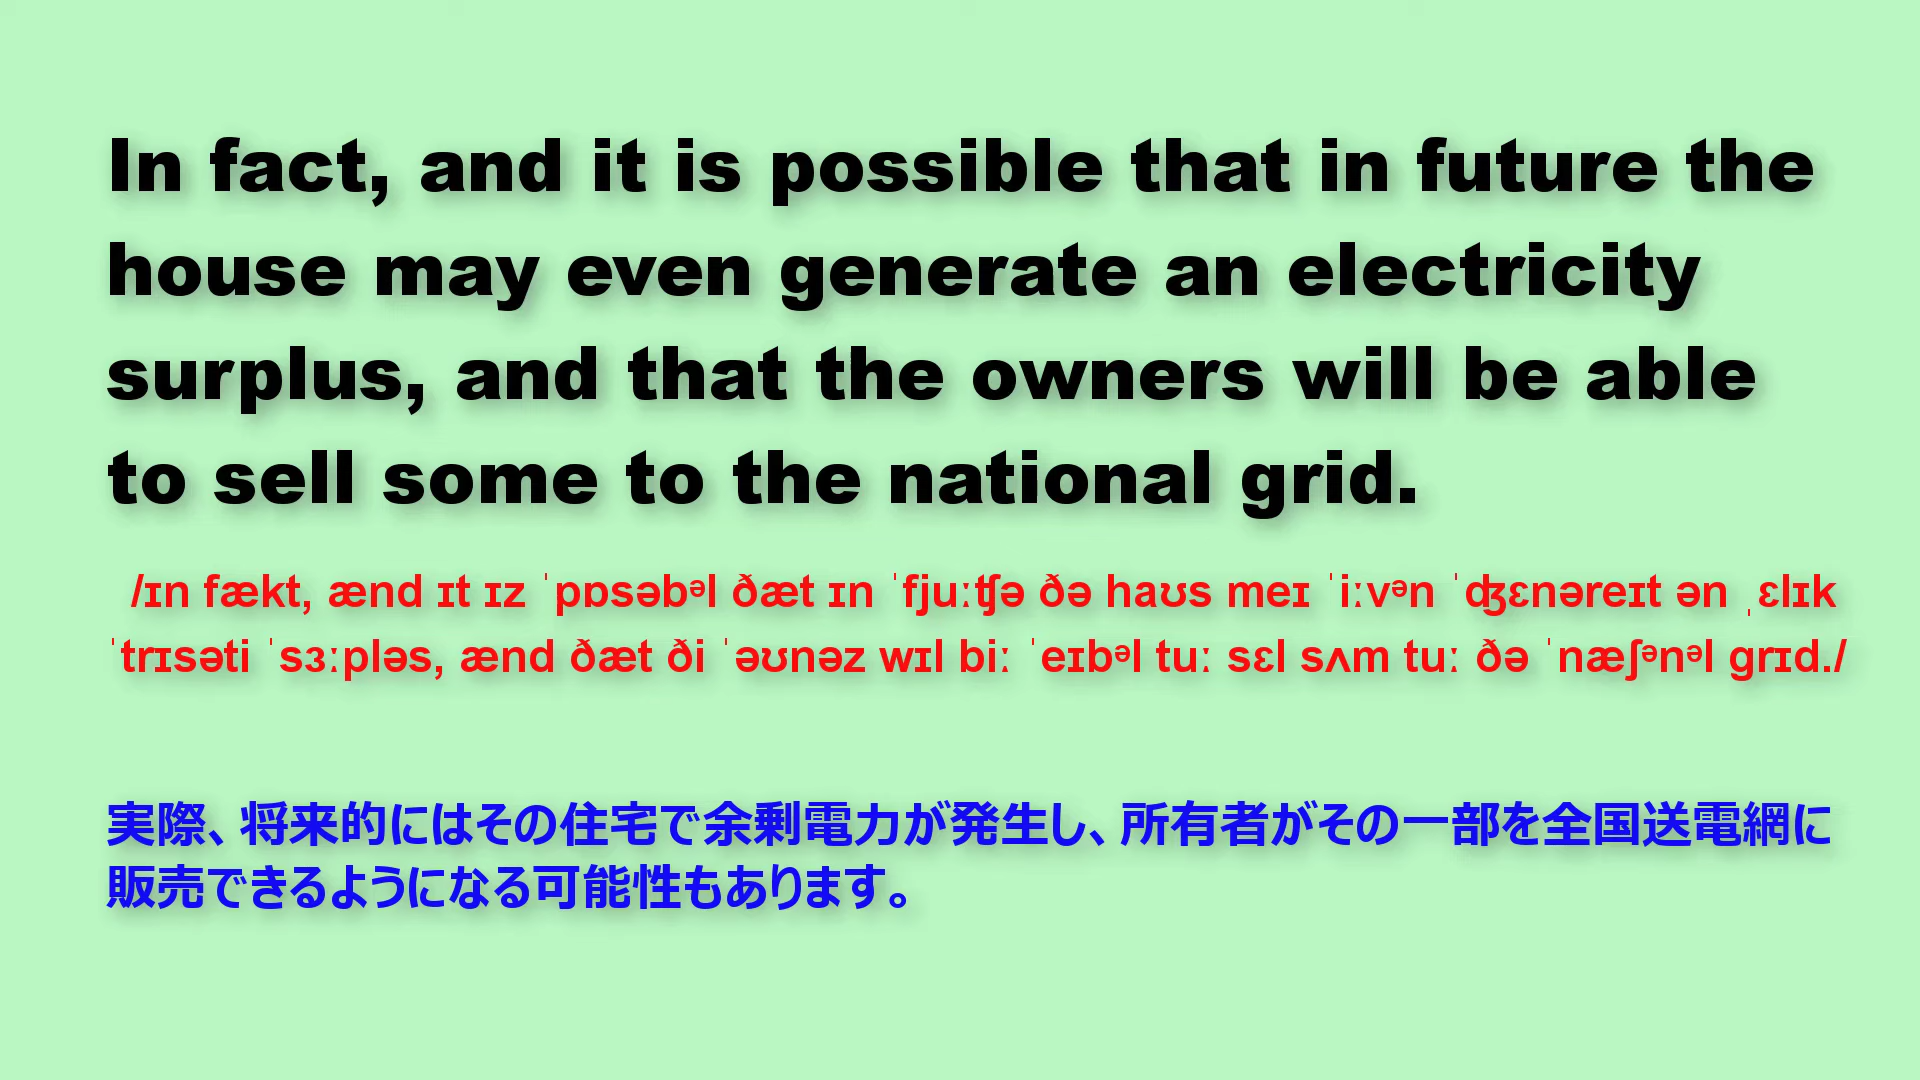 In fact, and it is possible that in future the
house may even generate an electricity
surplus, and that the owners will be able
to sell some to the national grid.
/ɪn fækt, ænd ɪt ɪz ˈpɒsəbᵊl ðæt ɪn ˈfjuːʧə ðə haʊs meɪ ˈiːvᵊn ˈʤɛnəreɪt ən ˌɛlɪk
ˈtrɪsəti ˈsɜːpləs, ænd ðæt ði ˈəʊnəz wɪl biː ˈeɪbᵊl tuː sɛl sʌm tuː ðə ˈnæʃᵊnᵊl grɪd./
実際、将来的にはその住宅で余剰電力が発生し、所有者がその一部を全国送電網に
販売できるようになる可能性もあります。